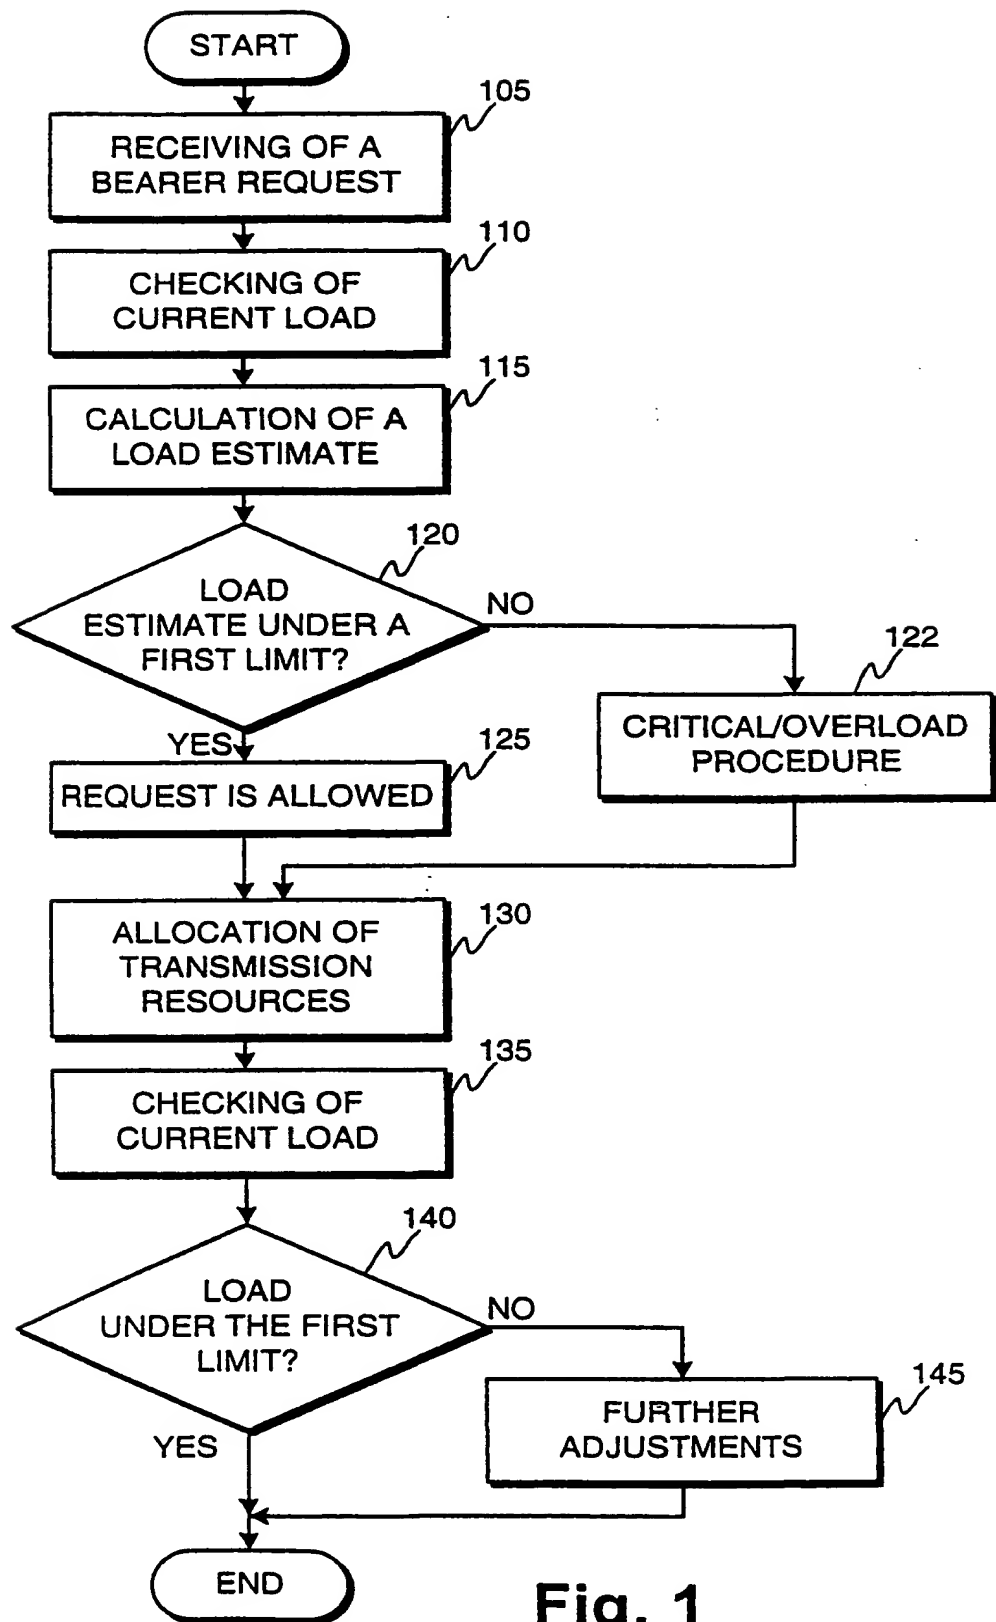 START
105
RECEIVING OF A
BEARER REQUEST
110
CHECKING OF
CURRENT LOAD
115
CALCULATION OF A
LOAD ESTIMATE
120
LOAD
ESTIMATE UNDER A
FIRST LIMIT?
NO
122
CRITICAL/OVERLOAD
PROCEDURE
YES
125
REQUEST IS ALLOWED
130
ALLOCATION OF
TRANSMISSION
RESOURCES
135
CHECKING OF
CURRENT LOAD
140
LOAD
UNDER THE FIRST
LIMIT?
NO
145
FURTHER
ADJUSTMENTS
YES
END
Fig. 1